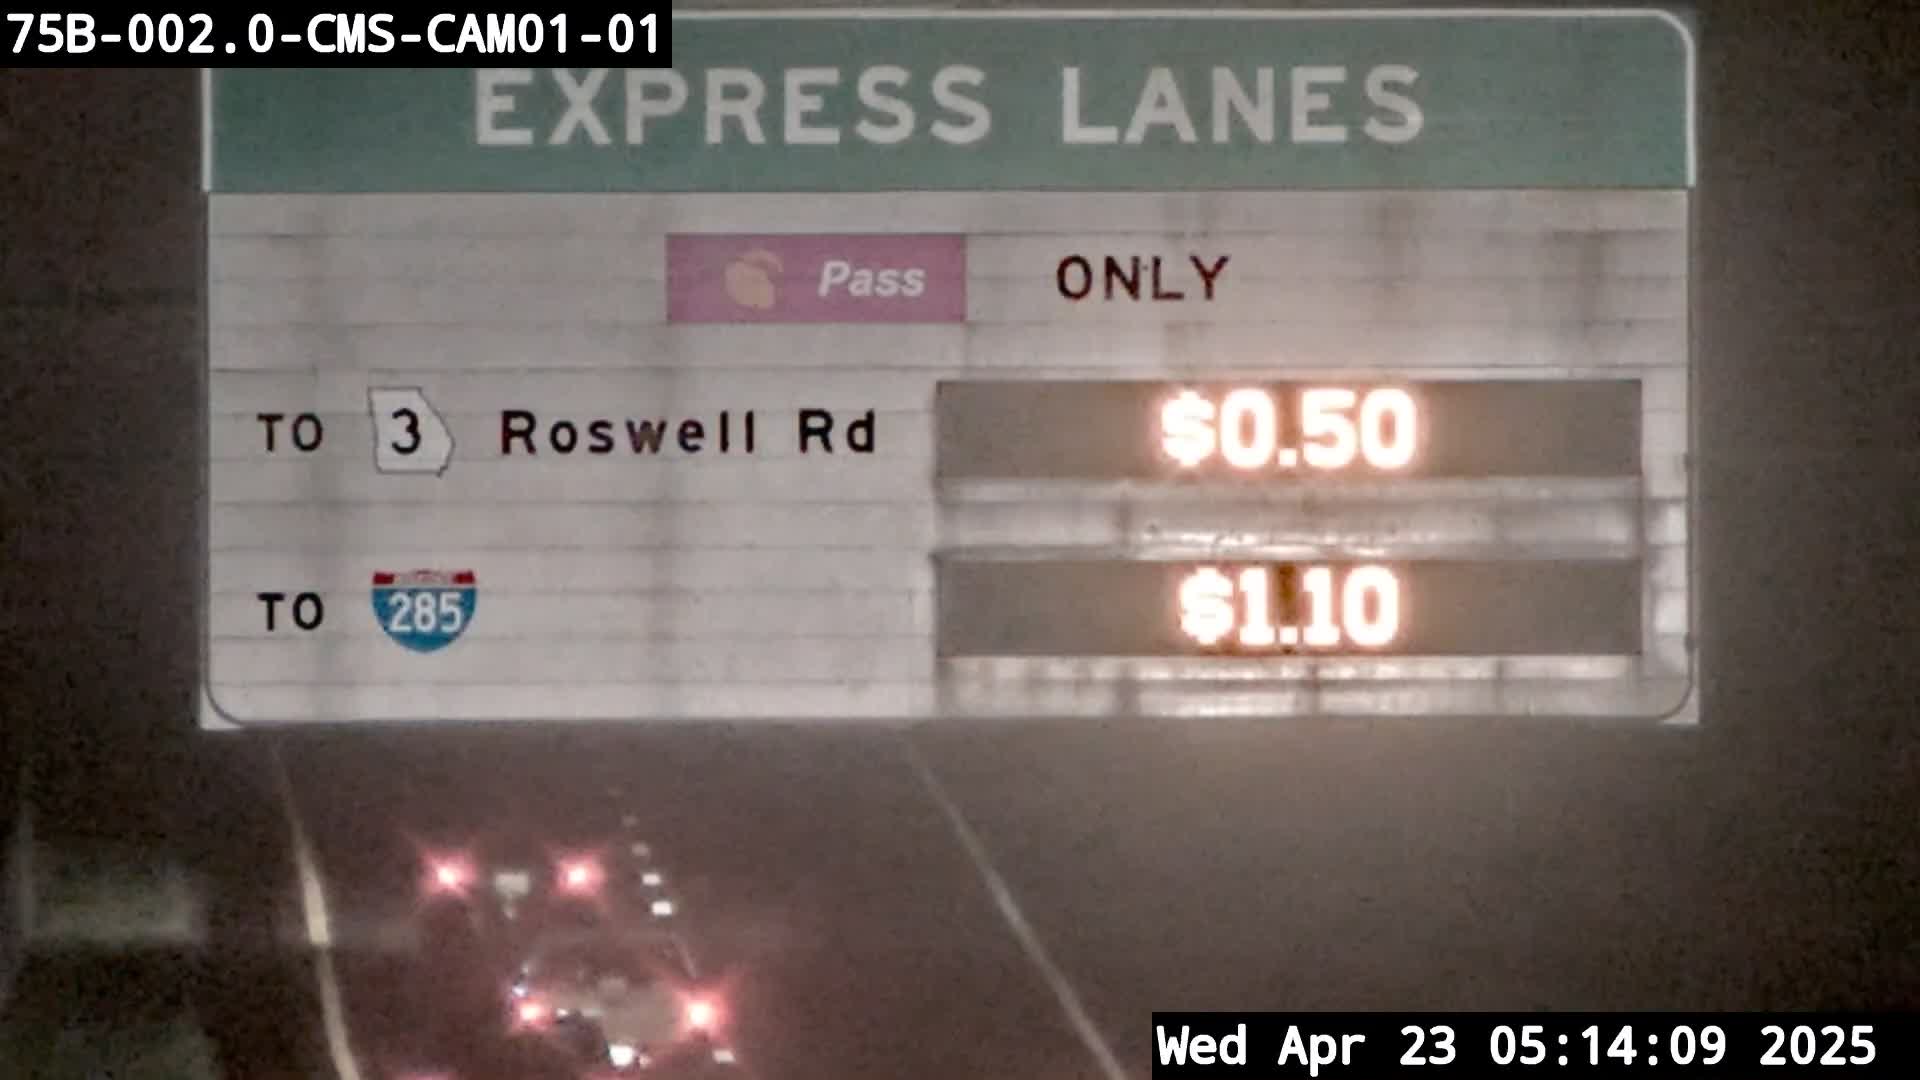 75B-002.0-CMS-CAM01-01
EXPRESS LANES
Pass ONLY
TO 3 Roswell Rd $0.50
TO 285 $1.10
Wed Apr 23 05:14:09 2025